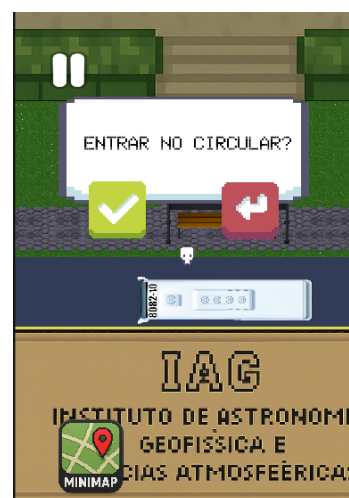 ENTRAR NO CIRCULAR?
8082-10
IAG
INSTITUTO DE ASTRONOMI
GEOFISSICA E
CIAS ATMOSFEERICAS
MINIMAP